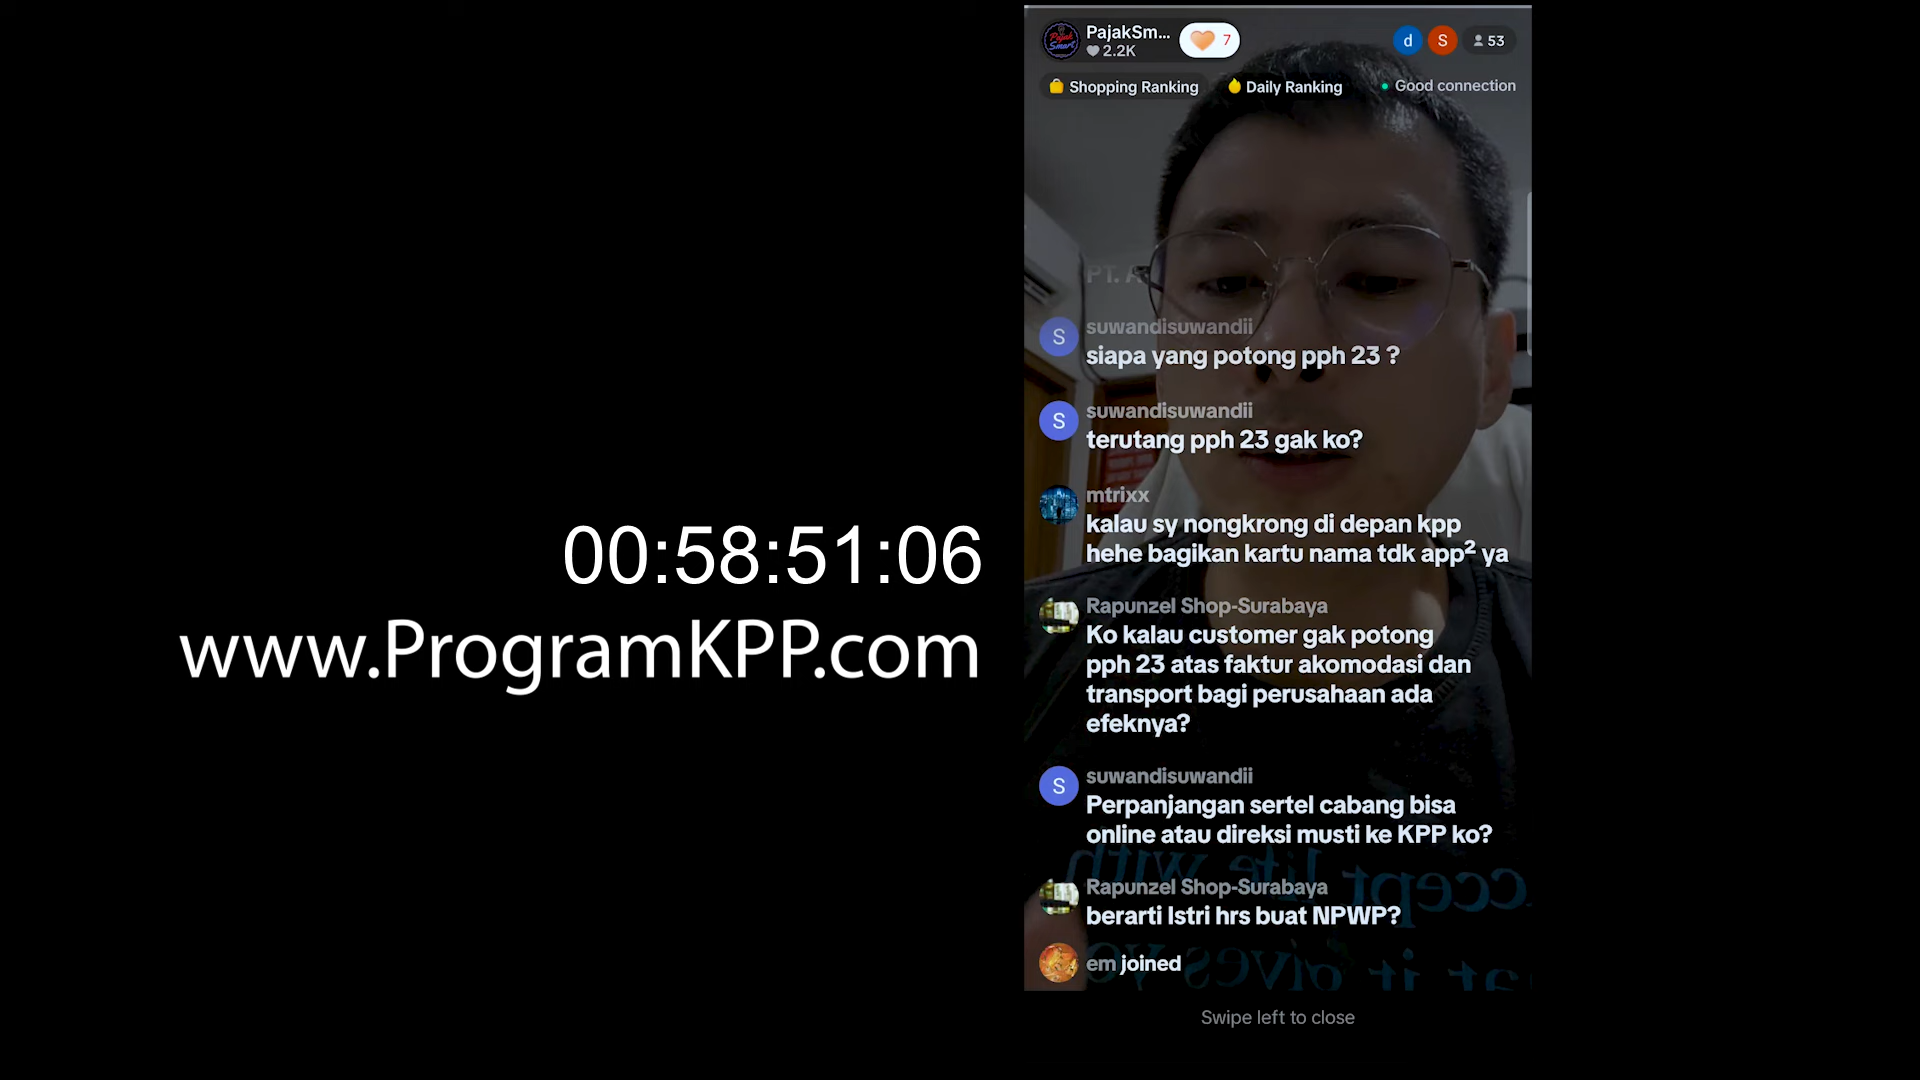 PajakSm...
2.2K
7
d
S
53
Shopping Ranking
Daily Ranking
Good connection
PT. A
S
suwandisuwandii
siapa yang potong pph 23 ?
S
suwandisuwandii
terutang pph 23 gak ko?
mtrixx
kalau sy nongkrong di depan kpp
hehe bagikan kartu nama tdk app² ya
00:58:51:06
www.ProgramKPP.com
Rapunzel Shop-Surabaya
Ko kalau customer gak potong
pph 23 atas faktur akomodasi dan
transport bagi perusahaan ada
efeknya?
S
suwandisuwandii
Perpanjangan sertel cabang bisa
online atau direksi musti ke KPP ko?
Rapunzel Shop-Surabaya
berarti Istri hrs buat NPWP?
em joined
Swipe left to close